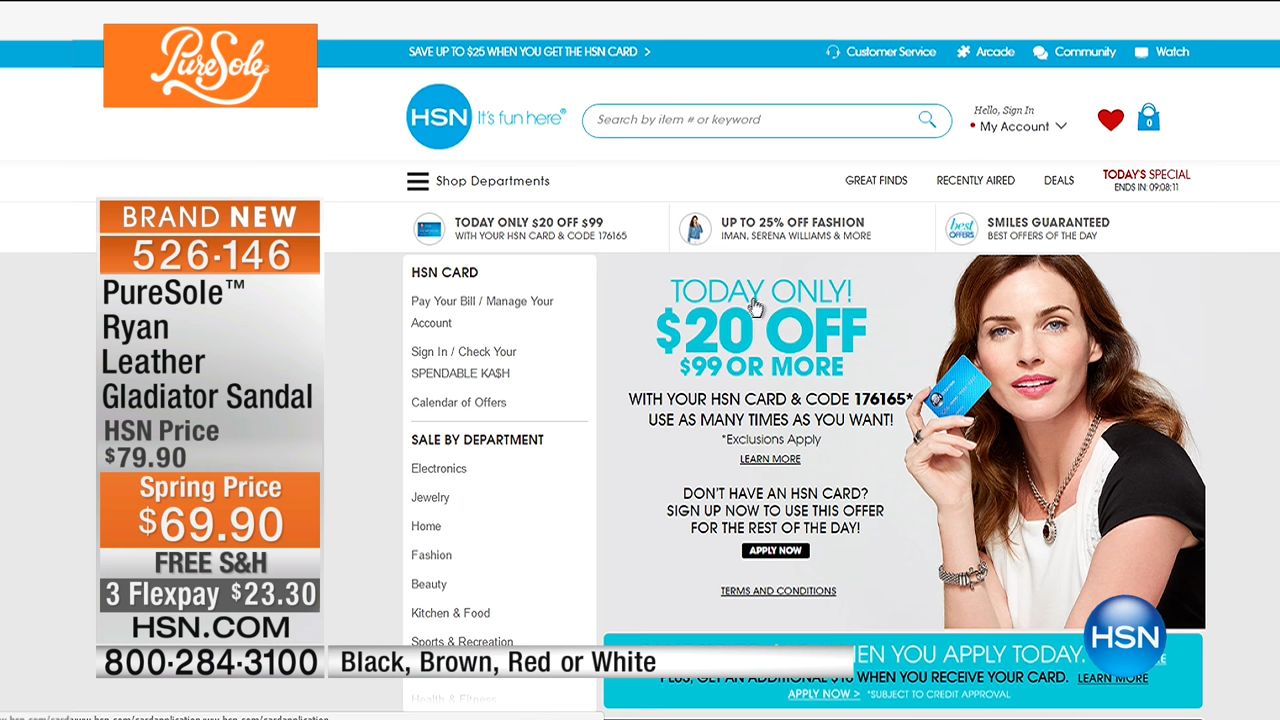 PureSole
SAVE UP TO $25 WHEN YOU GET THE HSN CARD >
Customer Service
Arcade
Community
Watch
HSN It's fun here®
Search by item # or keyword
Hello, Sign In
My Account
0
Shop Departments
GREAT FINDS
RECENTLY AIRED
DEALS
TODAY'S SPECIAL
ENDS IN: 09:08:11
TODAY ONLY $20 OFF $99
WITH YOUR HSN CARD & CODE 176165
UP TO 25% OFF FASHION
IMAN, SERENA WILLIAMS & MORE
best OFFERS
SMILES GUARANTEED
BEST OFFERS OF THE DAY
BRAND NEW
526-146
PureSole™
Ryan
Leather
Gladiator Sandal
HSN Price
$79.90
Spring Price
$69.90
FREE S&H
3 Flexpay $23.30
HSN.COM
800-284-3100
Black, Brown, Red or White
HSN CARD
Pay Your Bill / Manage Your
Account
Sign In / Check Your
SPENDABLE KA$H
Calendar of Offers
SALE BY DEPARTMENT
Electronics
Jewelry
Home
Fashion
Beauty
Kitchen & Food
Sports & Recreation
Health & Fitness
TODAY ONLY!
$20 OFF
$99 OR MORE
WITH YOUR HSN CARD & CODE 176165*
USE AS MANY TIMES AS YOU WANT!
*Exclusions Apply
LEARN MORE
DON'T HAVE AN HSN CARD?
SIGN UP NOW TO USE THIS OFFER
FOR THE REST OF THE DAY!
APPLY NOW
TERMS AND CONDITIONS
HSN
YOU APPLY TODAY.
PLUS, GET AN ADDITIONAL $10 WHEN YOU RECEIVE YOUR CARD. LEARN MORE
APPLY NOW > *SUBJECT TO CREDIT APPROVAL